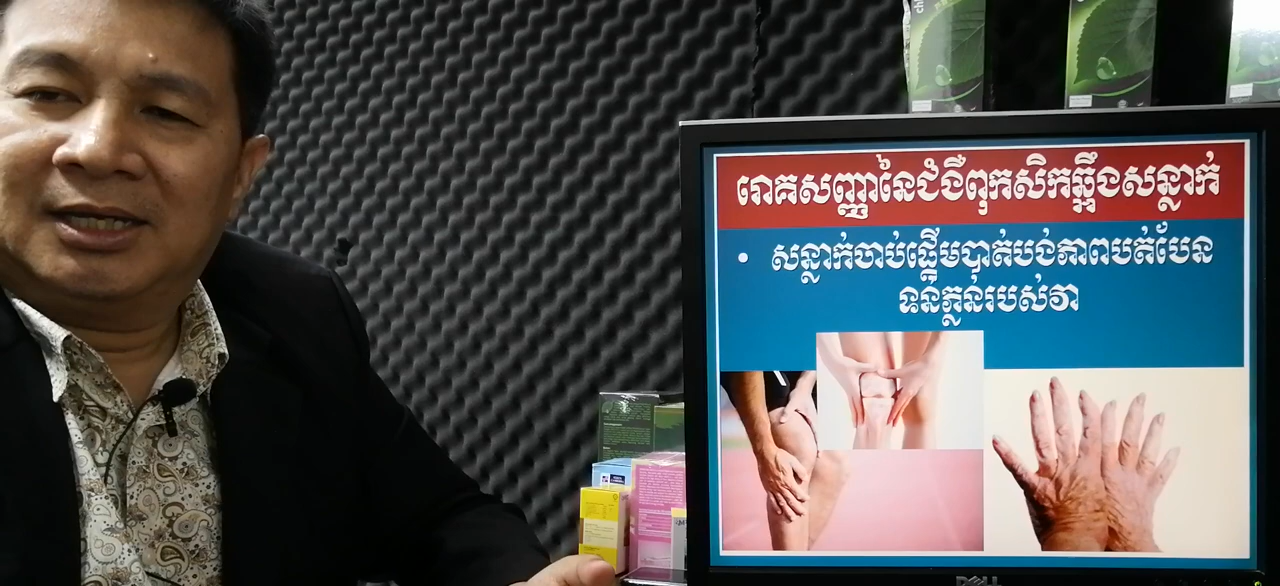 រោគសញ្ញានៃជំងឺពុកសិកឆ្អឹងសន្លាក់
• សន្លាក់ចាប់ផ្តើមបាត់បង់ភាពបត់បែន
ទន់ភ្លន់របស់វា
DELL